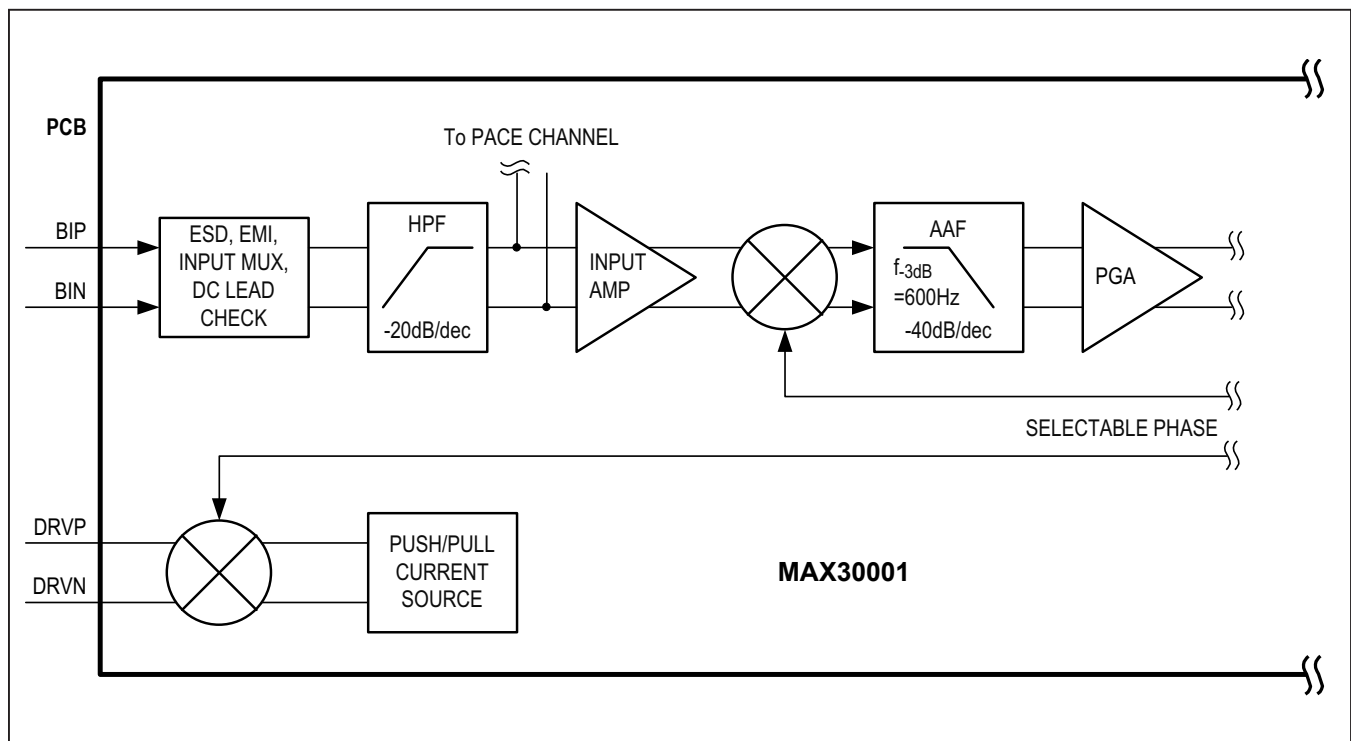 PCB
To PACE CHANNEL
BIP
BIN
ESD, EMI,
INPUT MUX,
DC LEAD
CHECK
HPF
-20dB/dec
INPUT
AMP
AAF
f-3dB
=600Hz
-40dB/dec
PGA
SELECTABLE PHASE
DRVP
DRVN
PUSH/PULL
CURRENT
SOURCE
MAX30001